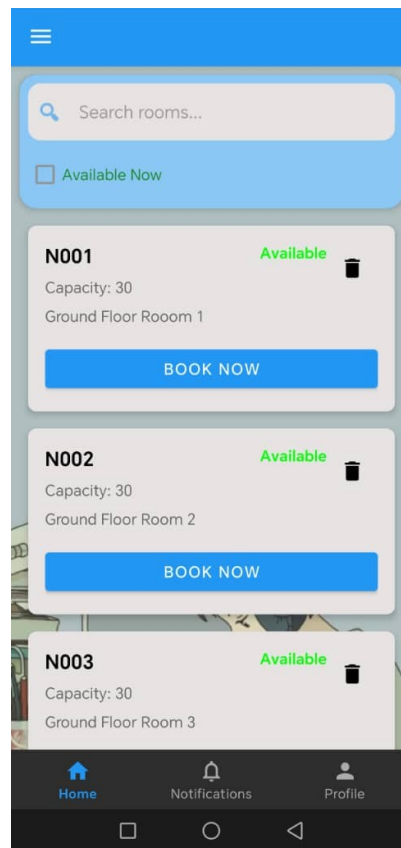 Search rooms...
Available Now
N001 Available
Capacity: 30
Ground Floor Rooom 1
BOOK NOW
N002 Available
Capacity: 30
Ground Floor Room 2
BOOK NOW
N003 Available
Capacity: 30
Ground Floor Room 3
Home Notifications Profile